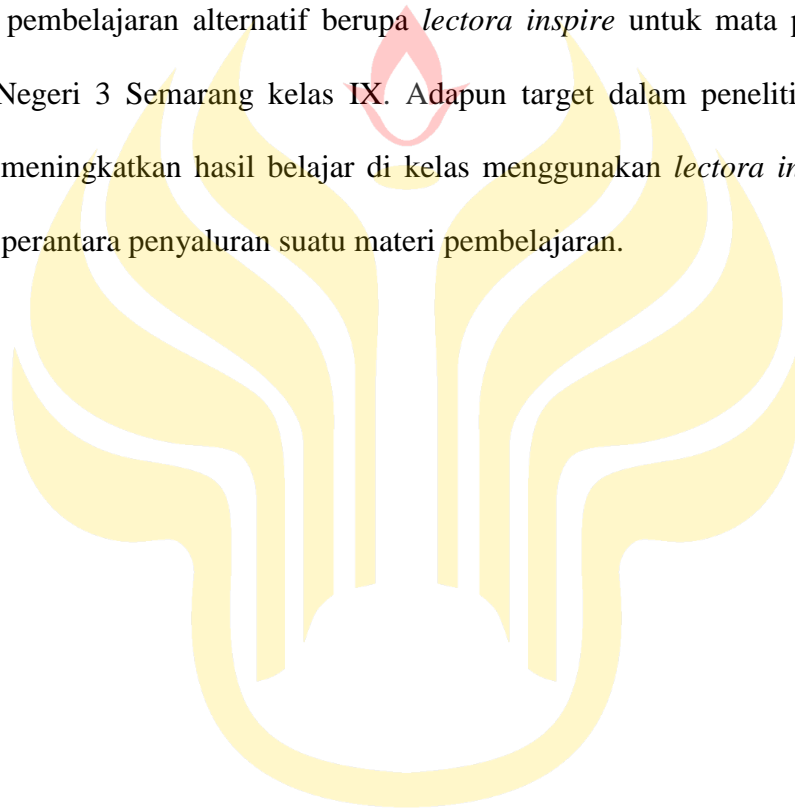 pembelajaran alternatif berupa lectora inspire untuk mata
Negeri 3 Semarang kelas IX. Adapun target dalam
meningkatkan hasil belajar di kelas menggunakan lectora
perantara penyaluran suatu materi pembelajaran.